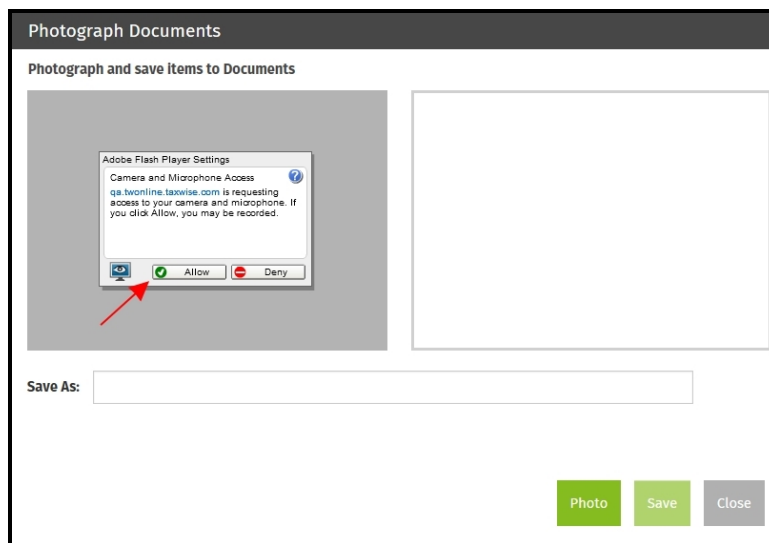 Photograph Documents
Photograph and save items to Documents
Adobe Flash Player Settings
Camera and Microphone Access
qa.twonline.taxwise.com is requesting
access to your camera and microphone. If
you click Allow, you may be recorded.
Allow Deny
Save As:
Photo Save Close